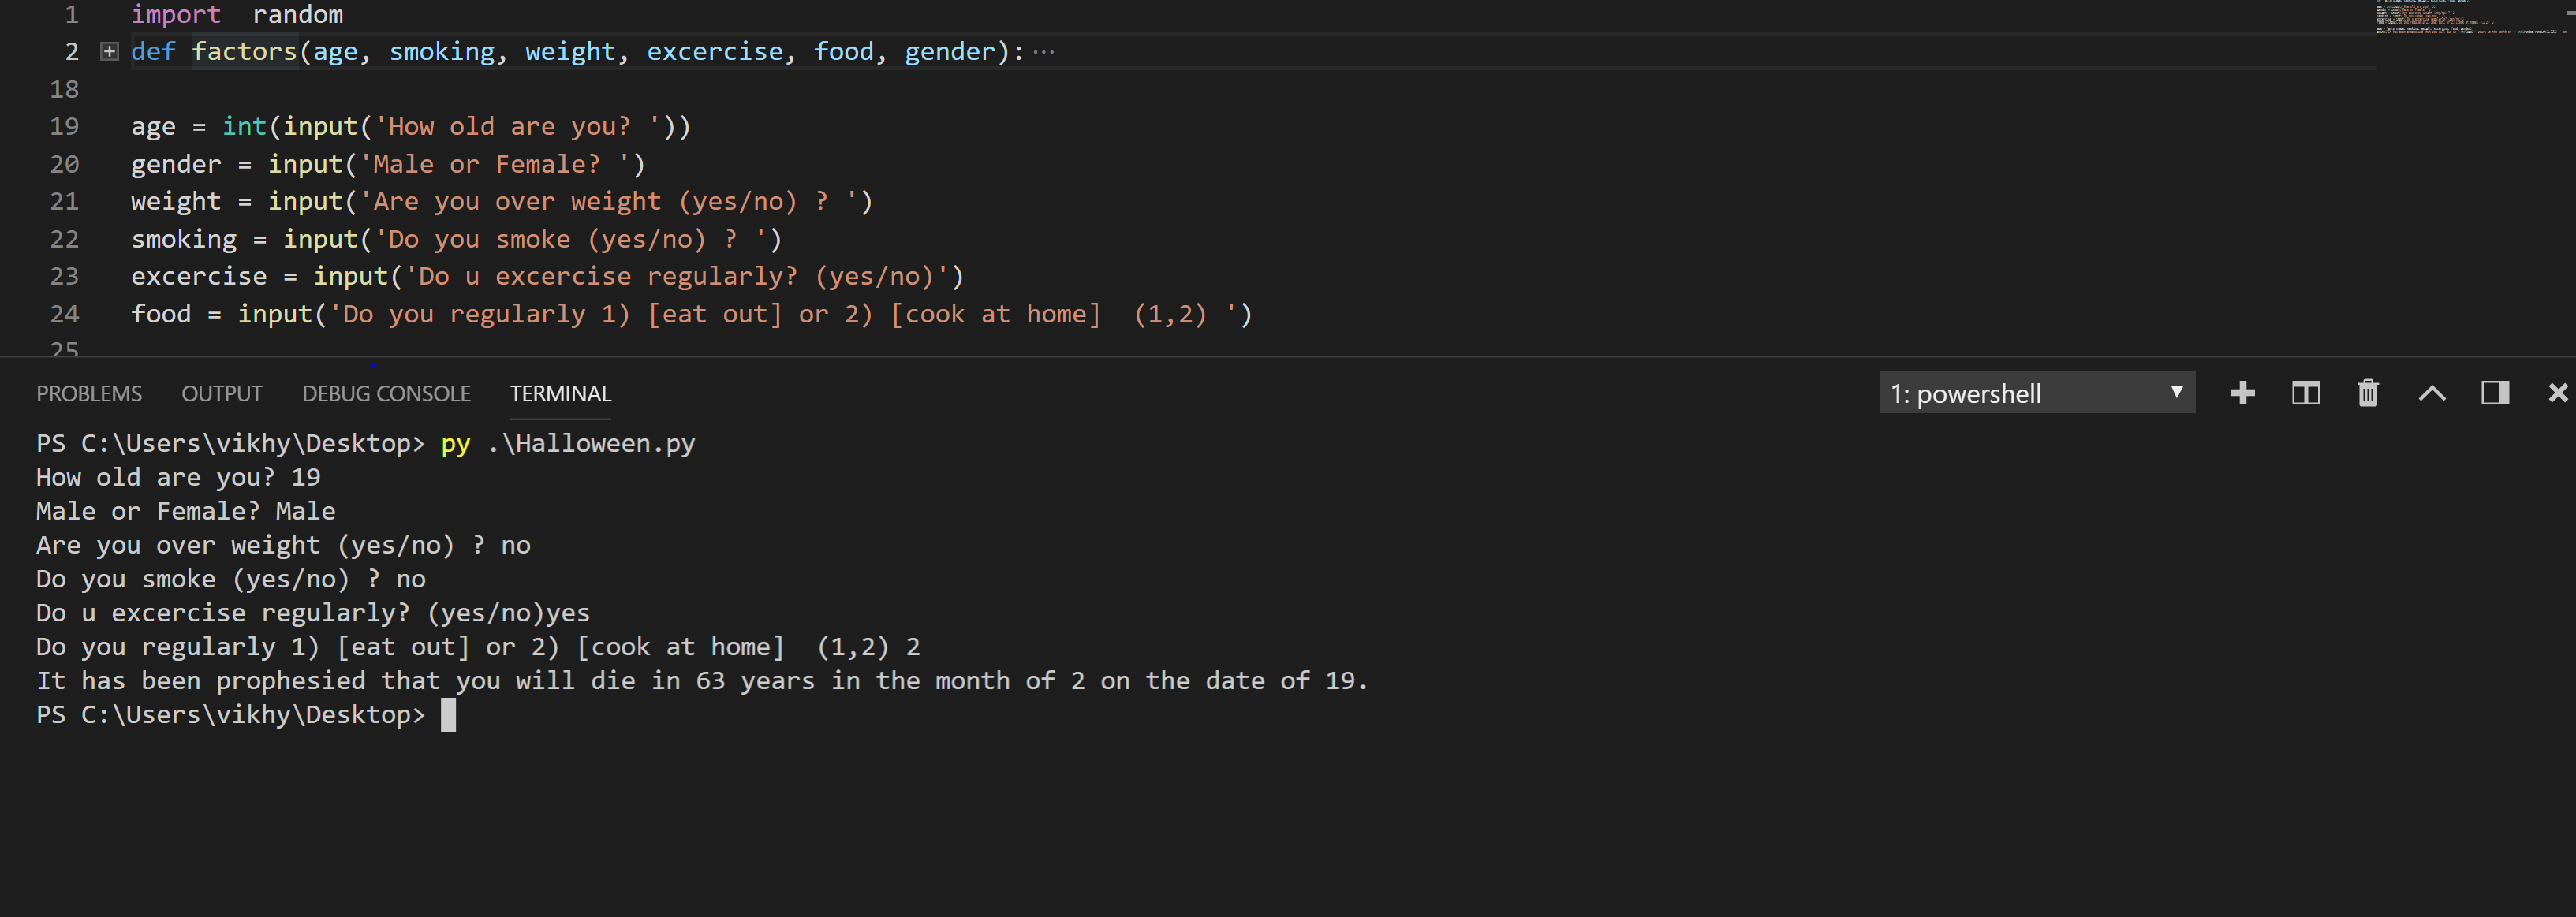 1 import  random
2 def factors(age, smoking, weight, excercise, food, gender): ...
18
19 age = int(input('How old are you? '))
20 gender = input('Male or Female? ')
21 weight = input('Are you over weight (yes/no) ? ')
22 smoking = input('Do you smoke (yes/no) ? ')
23 excercise = input('Do u excercise regularly? (yes/no)')
24 food = input('Do you regularly 1) [eat out] or 2) [cook at home]  (1,2) ')
25
PROBLEMS OUTPUT DEBUG CONSOLE TERMINAL 1: powershell
PS C:\Users\vikhy\Desktop> py .\Halloween.py
How old are you? 19
Male or Female? Male
Are you over weight (yes/no) ? no
Do you smoke (yes/no) ? no
Do u excercise regularly? (yes/no)yes
Do you regularly 1) [eat out] or 2) [cook at home]  (1,2) 2
It has been prophesied that you will die in 63 years in the month of 2 on the date of 19.
PS C:\Users\vikhy\Desktop>